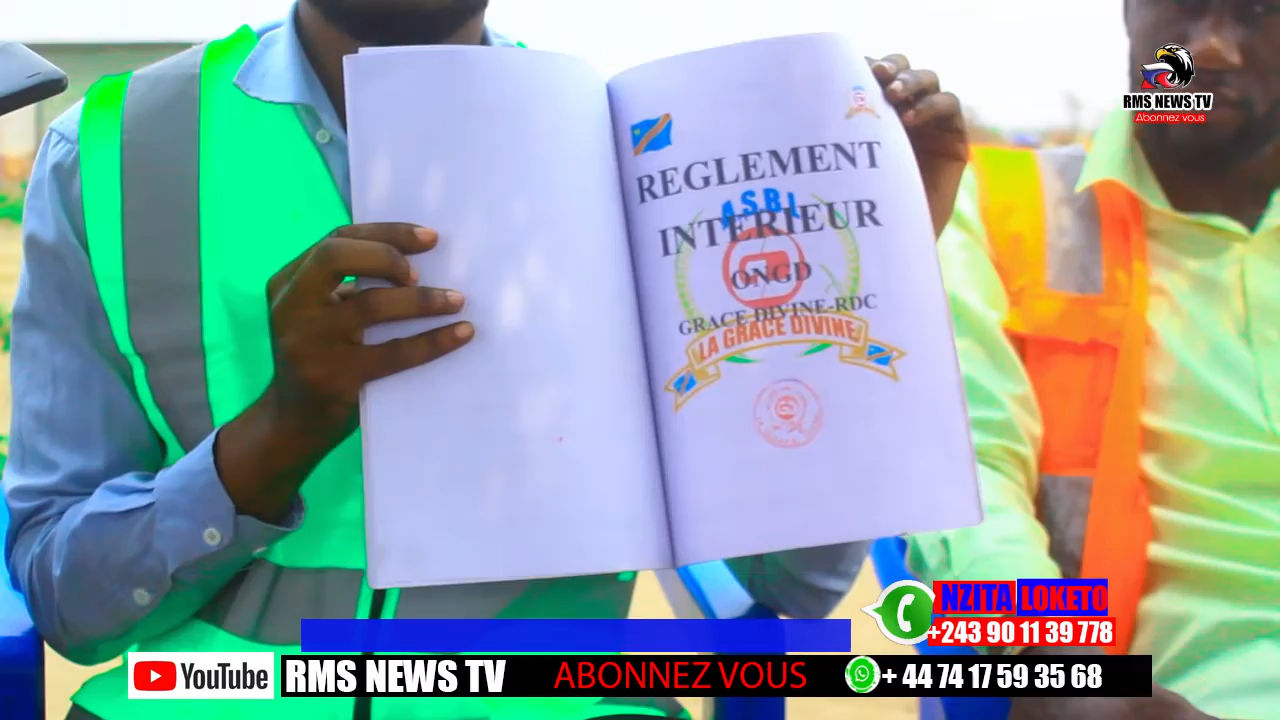 RMS NEWS TV
Abonnez vous
REGLEMENT
A.S.B.L
INTERIEUR
ONGD
GRACE DIVINE-RDC
LA GRACE DIVINE
NZITA LOKETO
+243 90 11 39 778
YouTube
RMS NEWS TV
ABONNEZ VOUS
+ 44 74 17 59 35 68